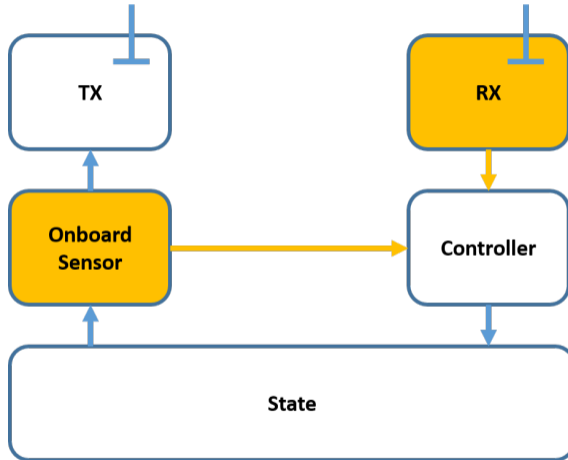 TX
RX
Onboard
Sensor
Controller
State